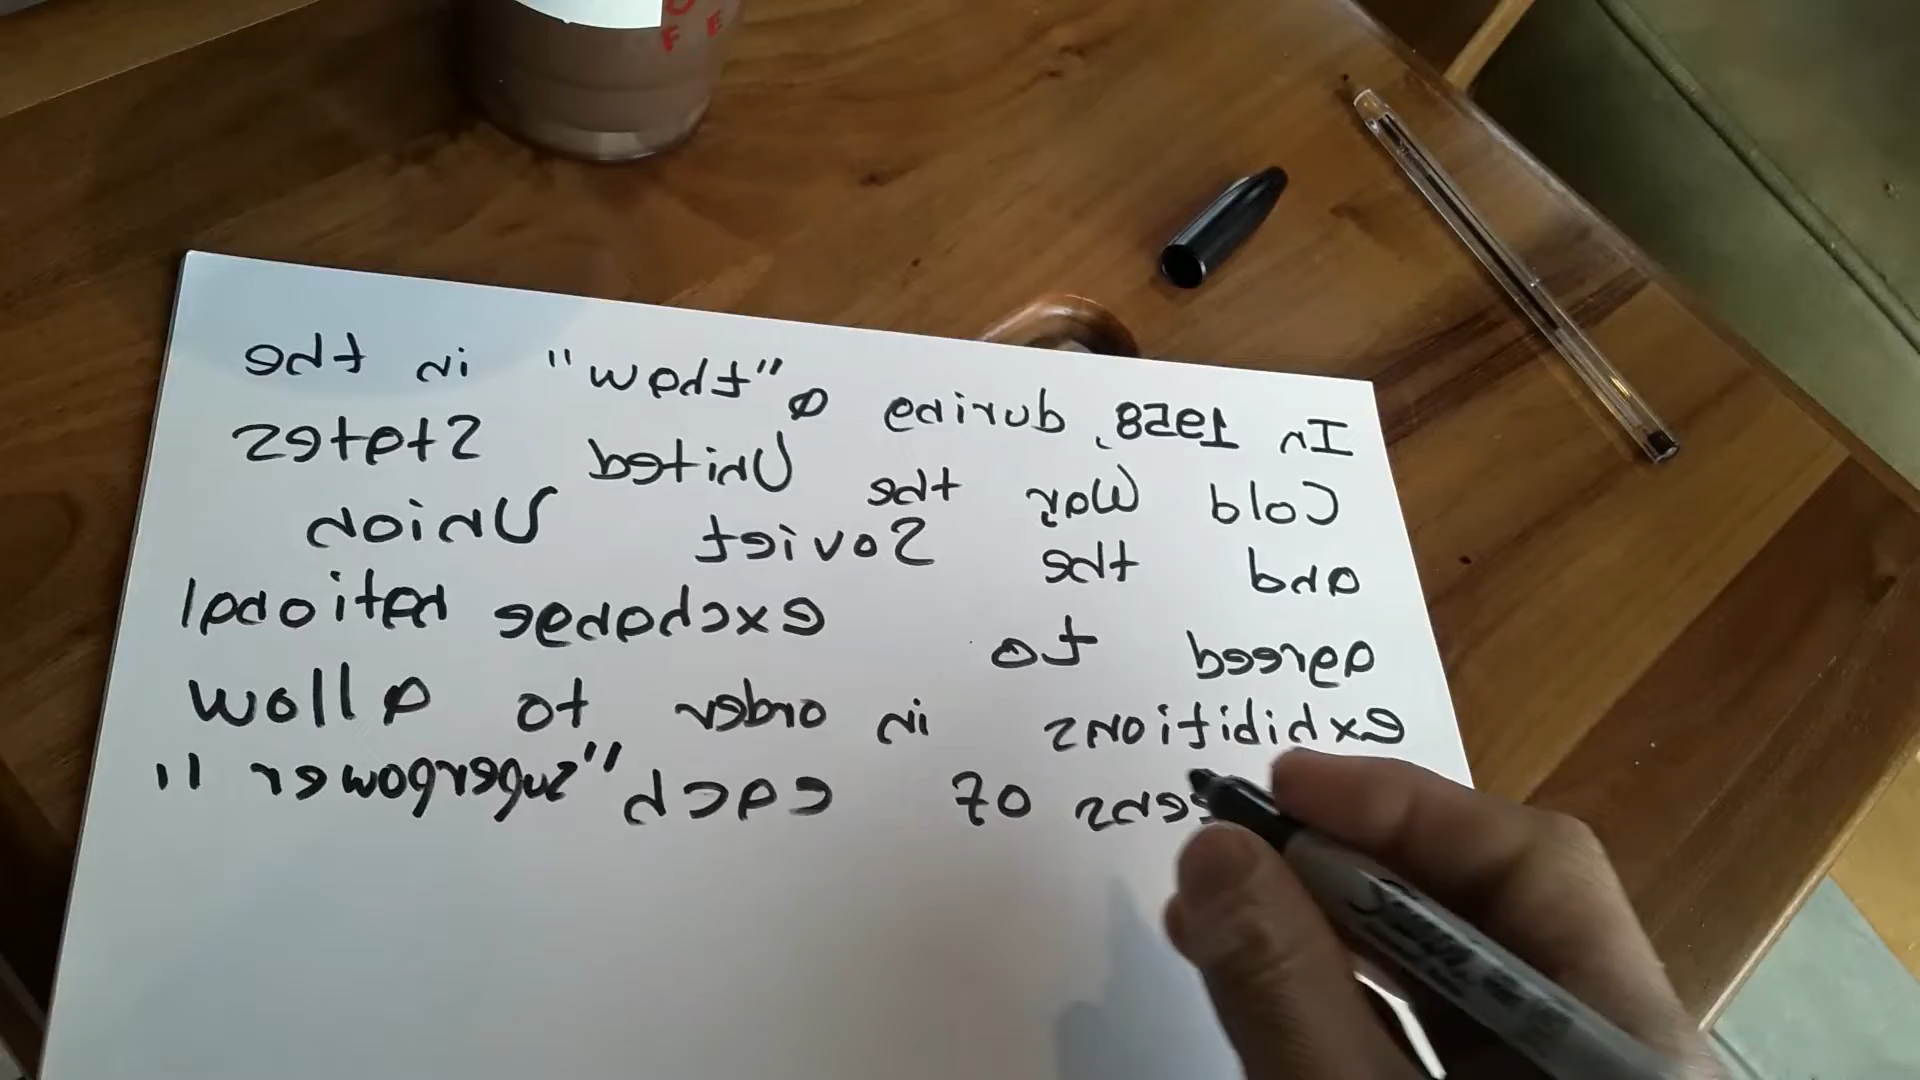 In 1958, during a "thaw" in the
Cold War, the United States
and the Soviet Union
agreed to exchange national
exhibitions in order to allow
of each "superpower"